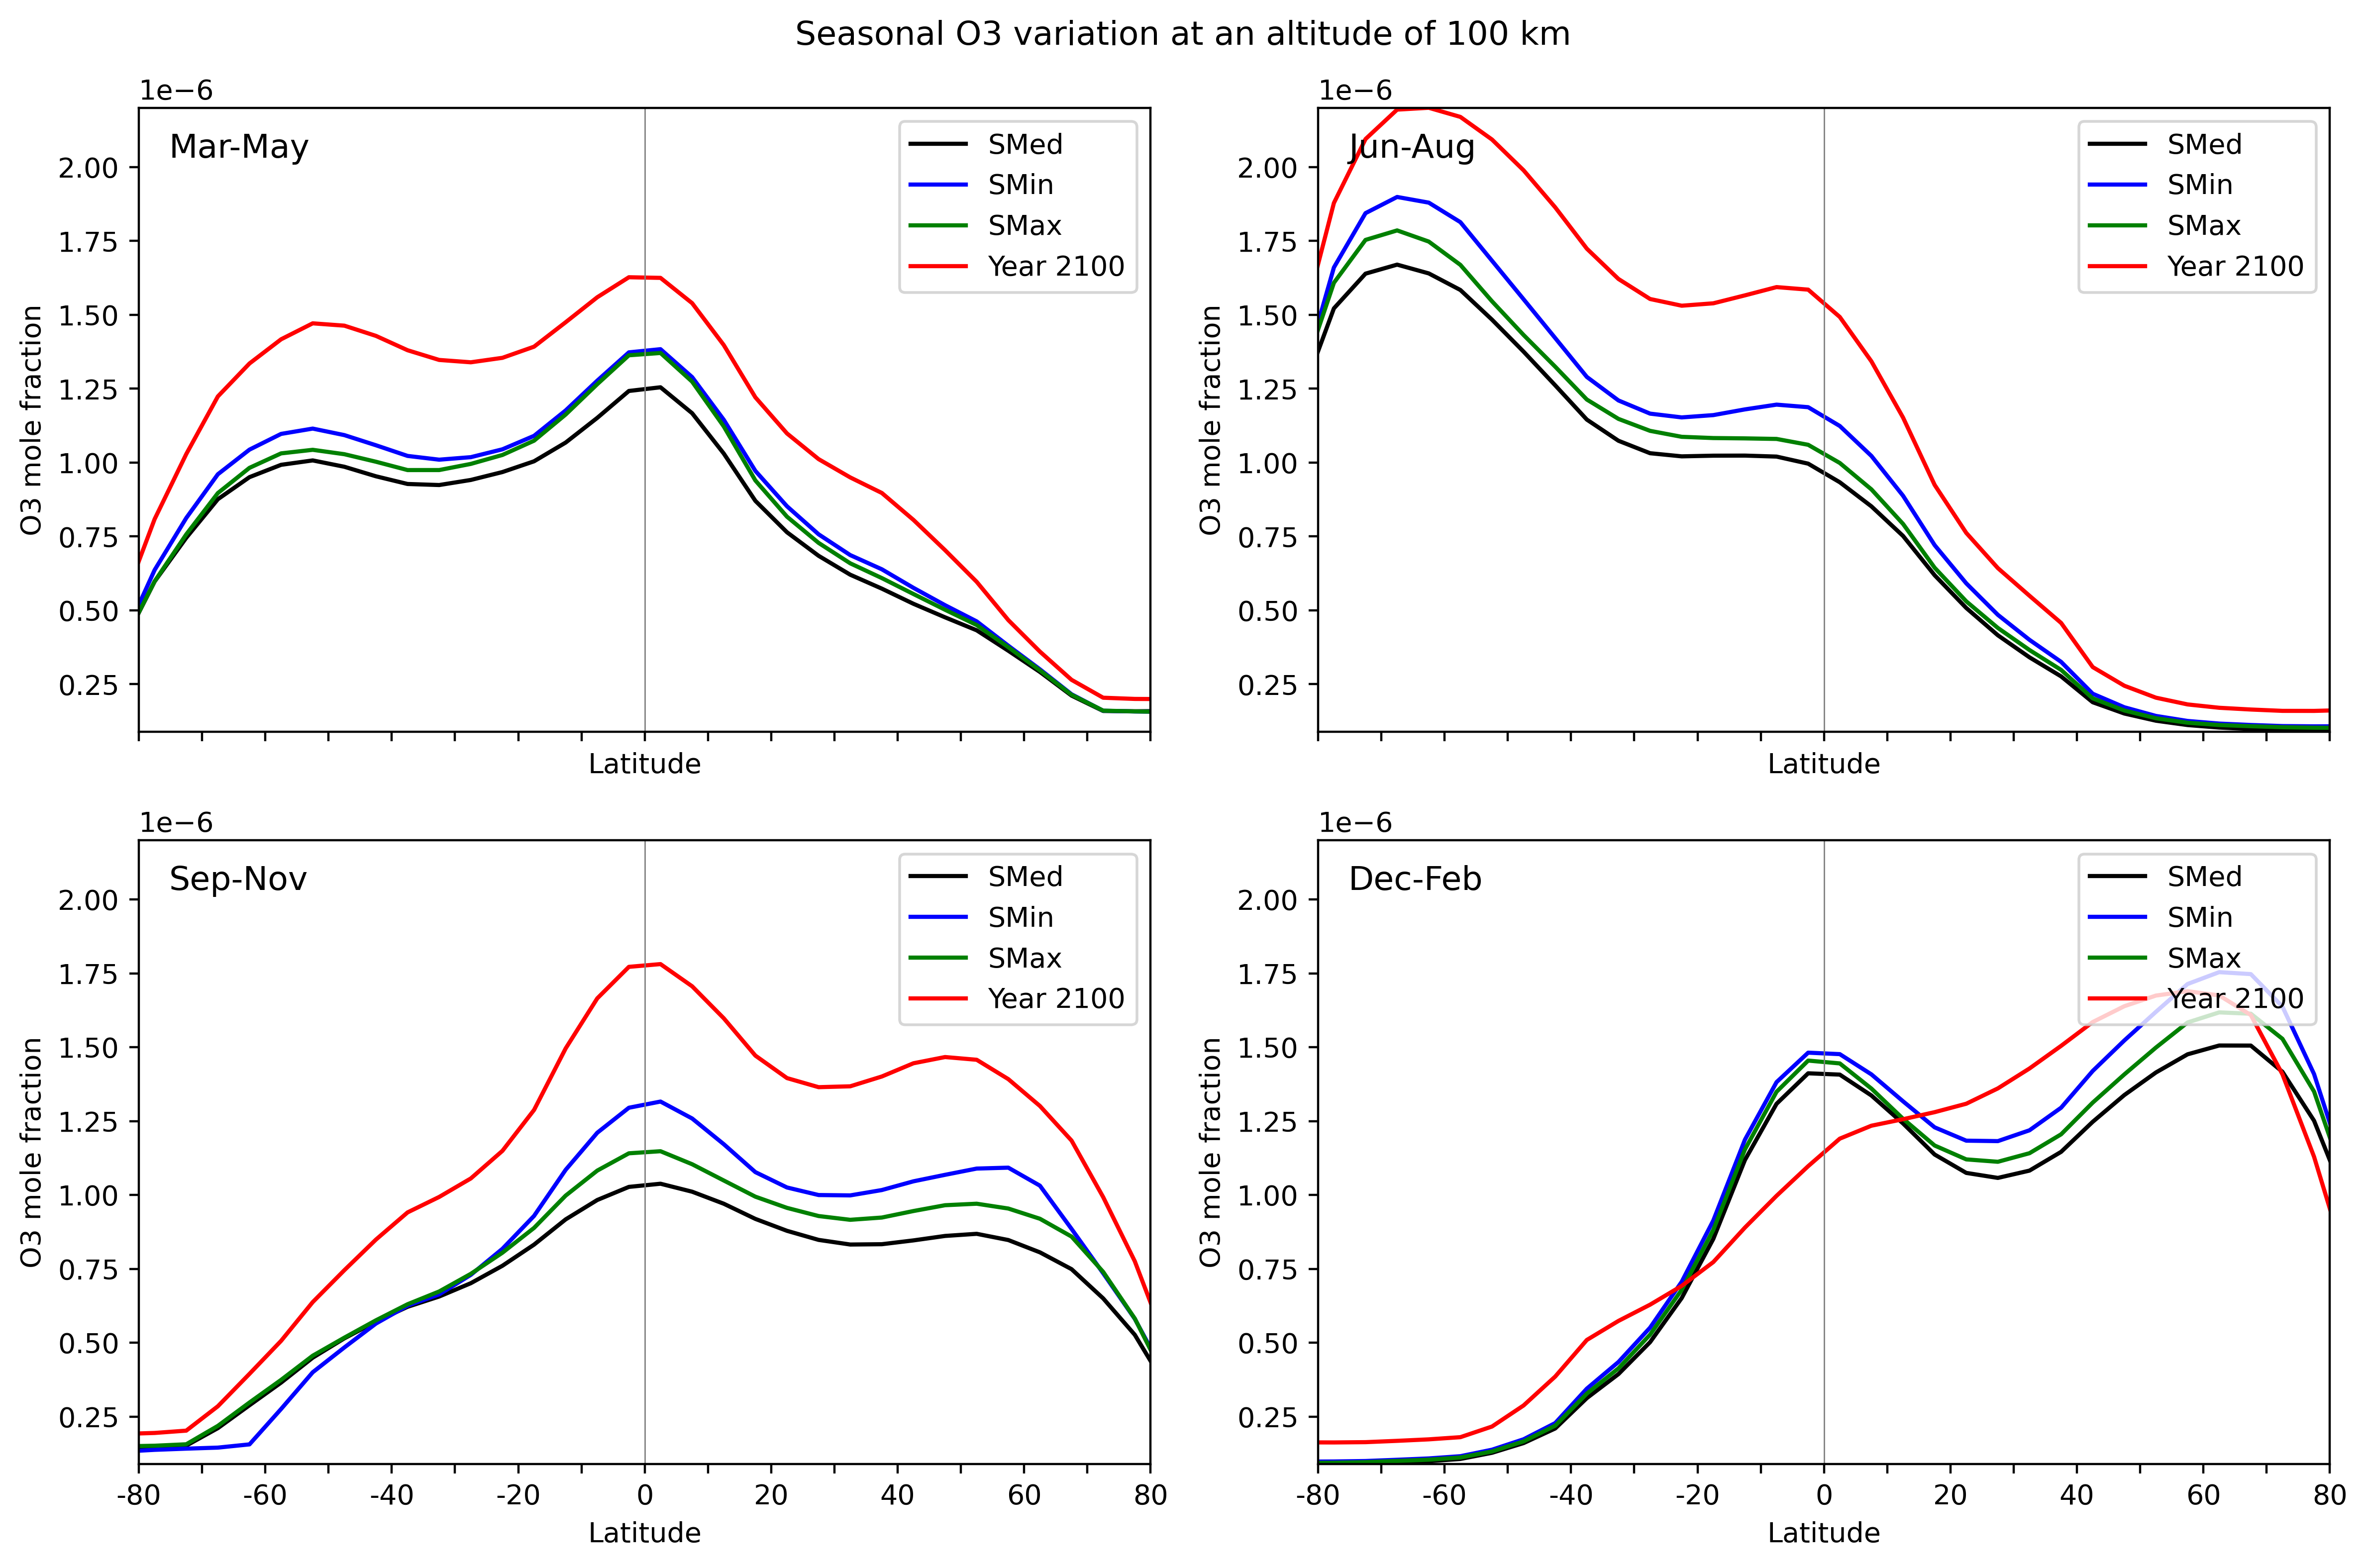 Seasonal O3 variation at an altitude of 100 km
1e−6
Mar-May
SMed
SMin
SMax
Year 2100
2.00
1.75
1.50
1.25
1.00
0.75
0.50
0.25
O3 mole fraction
Latitude
1e−6
Jun-Aug
SMed
SMin
SMax
Year 2100
2.00
1.75
1.50
1.25
1.00
0.75
0.50
0.25
O3 mole fraction
Latitude
1e−6
Sep-Nov
SMed
SMin
SMax
Year 2100
2.00
1.75
1.50
1.25
1.00
0.75
0.50
0.25
O3 mole fraction
-80 -60 -40 -20 0 20 40 60 80
Latitude
1e−6
Dec-Feb
SMed
SMin
SMax
Year 2100
2.00
1.75
1.50
1.25
1.00
0.75
0.50
0.25
O3 mole fraction
-80 -60 -40 -20 0 20 40 60 80
Latitude